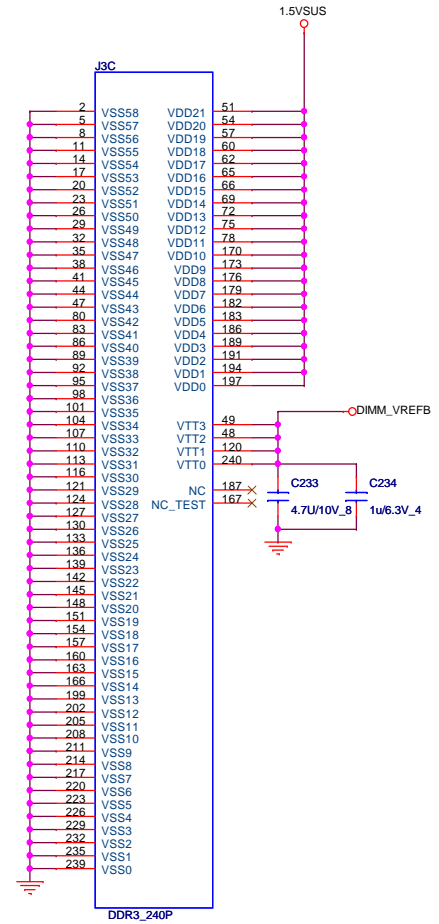 1.5VSUS
J3C
2 VSS58 VDD21 51
5 VSS57 VDD20 54
8 VSS56 VDD19 57
11 VSS55 VDD18 60
14 VSS54 VDD17 62
17 VSS53 VDD16 65
20 VSS52 VDD15 66
23 VSS51 VDD14 69
26 VSS50 VDD13 72
29 VSS49 VDD12 75
32 VSS48 VDD11 78
35 VSS47 VDD10 170
38 VSS46 VDD9 173
41 VSS45 VDD8 176
44 VSS44 VDD7 179
47 VSS43 VDD6 182
80 VSS42 VDD5 183
83 VSS41 VDD4 186
86 VSS40 VDD3 189
89 VSS39 VDD2 191
92 VSS38 VDD1 194
95 VSS37 VDD0 197
98 VSS36
101 VSS35 DIMM_VREFB
104 VSS34 VTT3 49
107 VSS33 VTT2 48
110 VSS32 VTT1 120
113 VSS31 VTT0 240
116 VSS30
121 VSS29 NC 187 C233 C234
124 VSS28 NC_TEST 167 4.7U/10V_8 1u/6.3V_4
127 VSS27
130 VSS26
133 VSS25
136 VSS24
139 VSS23
142 VSS22
145 VSS21
148 VSS20
151 VSS19
154 VSS18
157 VSS17
160 VSS16
163 VSS15
166 VSS14
199 VSS13
202 VSS12
205 VSS11
208 VSS10
211 VSS9
214 VSS8
217 VSS7
220 VSS6
223 VSS5
226 VSS4
229 VSS3
232 VSS2
235 VSS1
239 VSS0
DDR3_240P